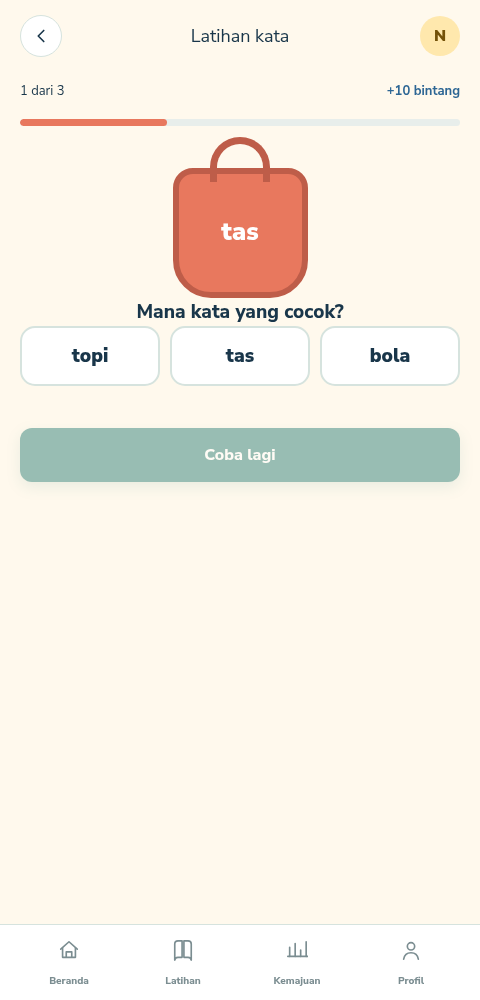 Latihan kata
N
1 dari 3
+10 bintang
tas
Mana kata yang cocok?
topi
tas
bola
Coba lagi
Beranda
Latihan
Kemajuan
Profil